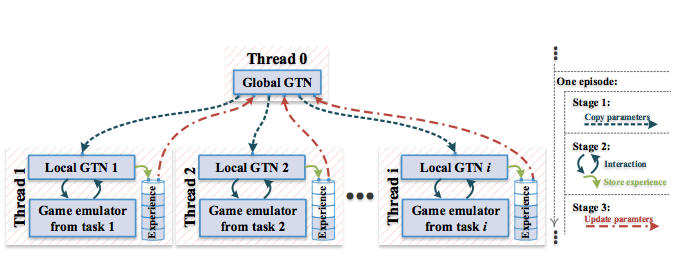 Thread 0
Global GTN
Thread 1
Local GTN 1
Game emulator
from task 1
Experience
Thread 2
Local GTN 2
Game emulator
from task 2
Experience
Thread i
Local GTN i
Game emulator
from task i
Experience
One episode:
Stage 1:
Copy parameters
Stage 2:
Interaction
Store experience
Stage 3:
Update paramters